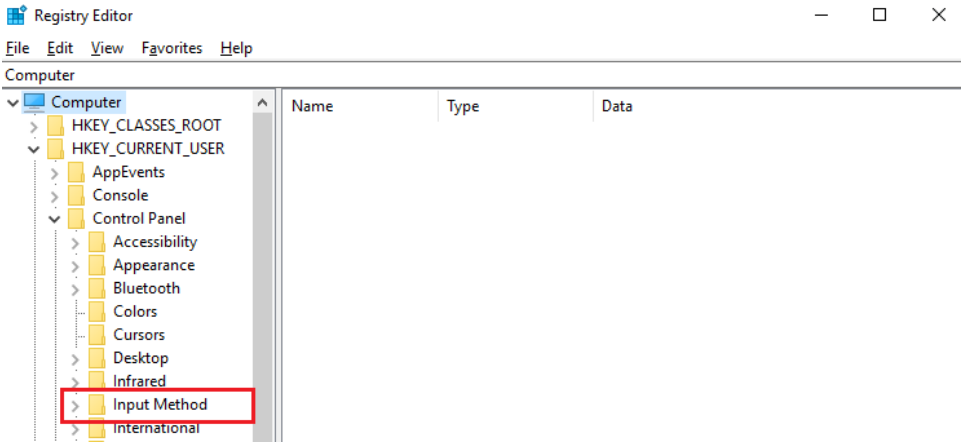 Registry Editor
File Edit View Favorites Help
Computer
Computer
Name Type Data
HKEY_CLASSES_ROOT
HKEY_CURRENT_USER
AppEvents
Console
Control Panel
Accessibility
Appearance
Bluetooth
Colors
Cursors
Desktop
Infrared
Input Method
International